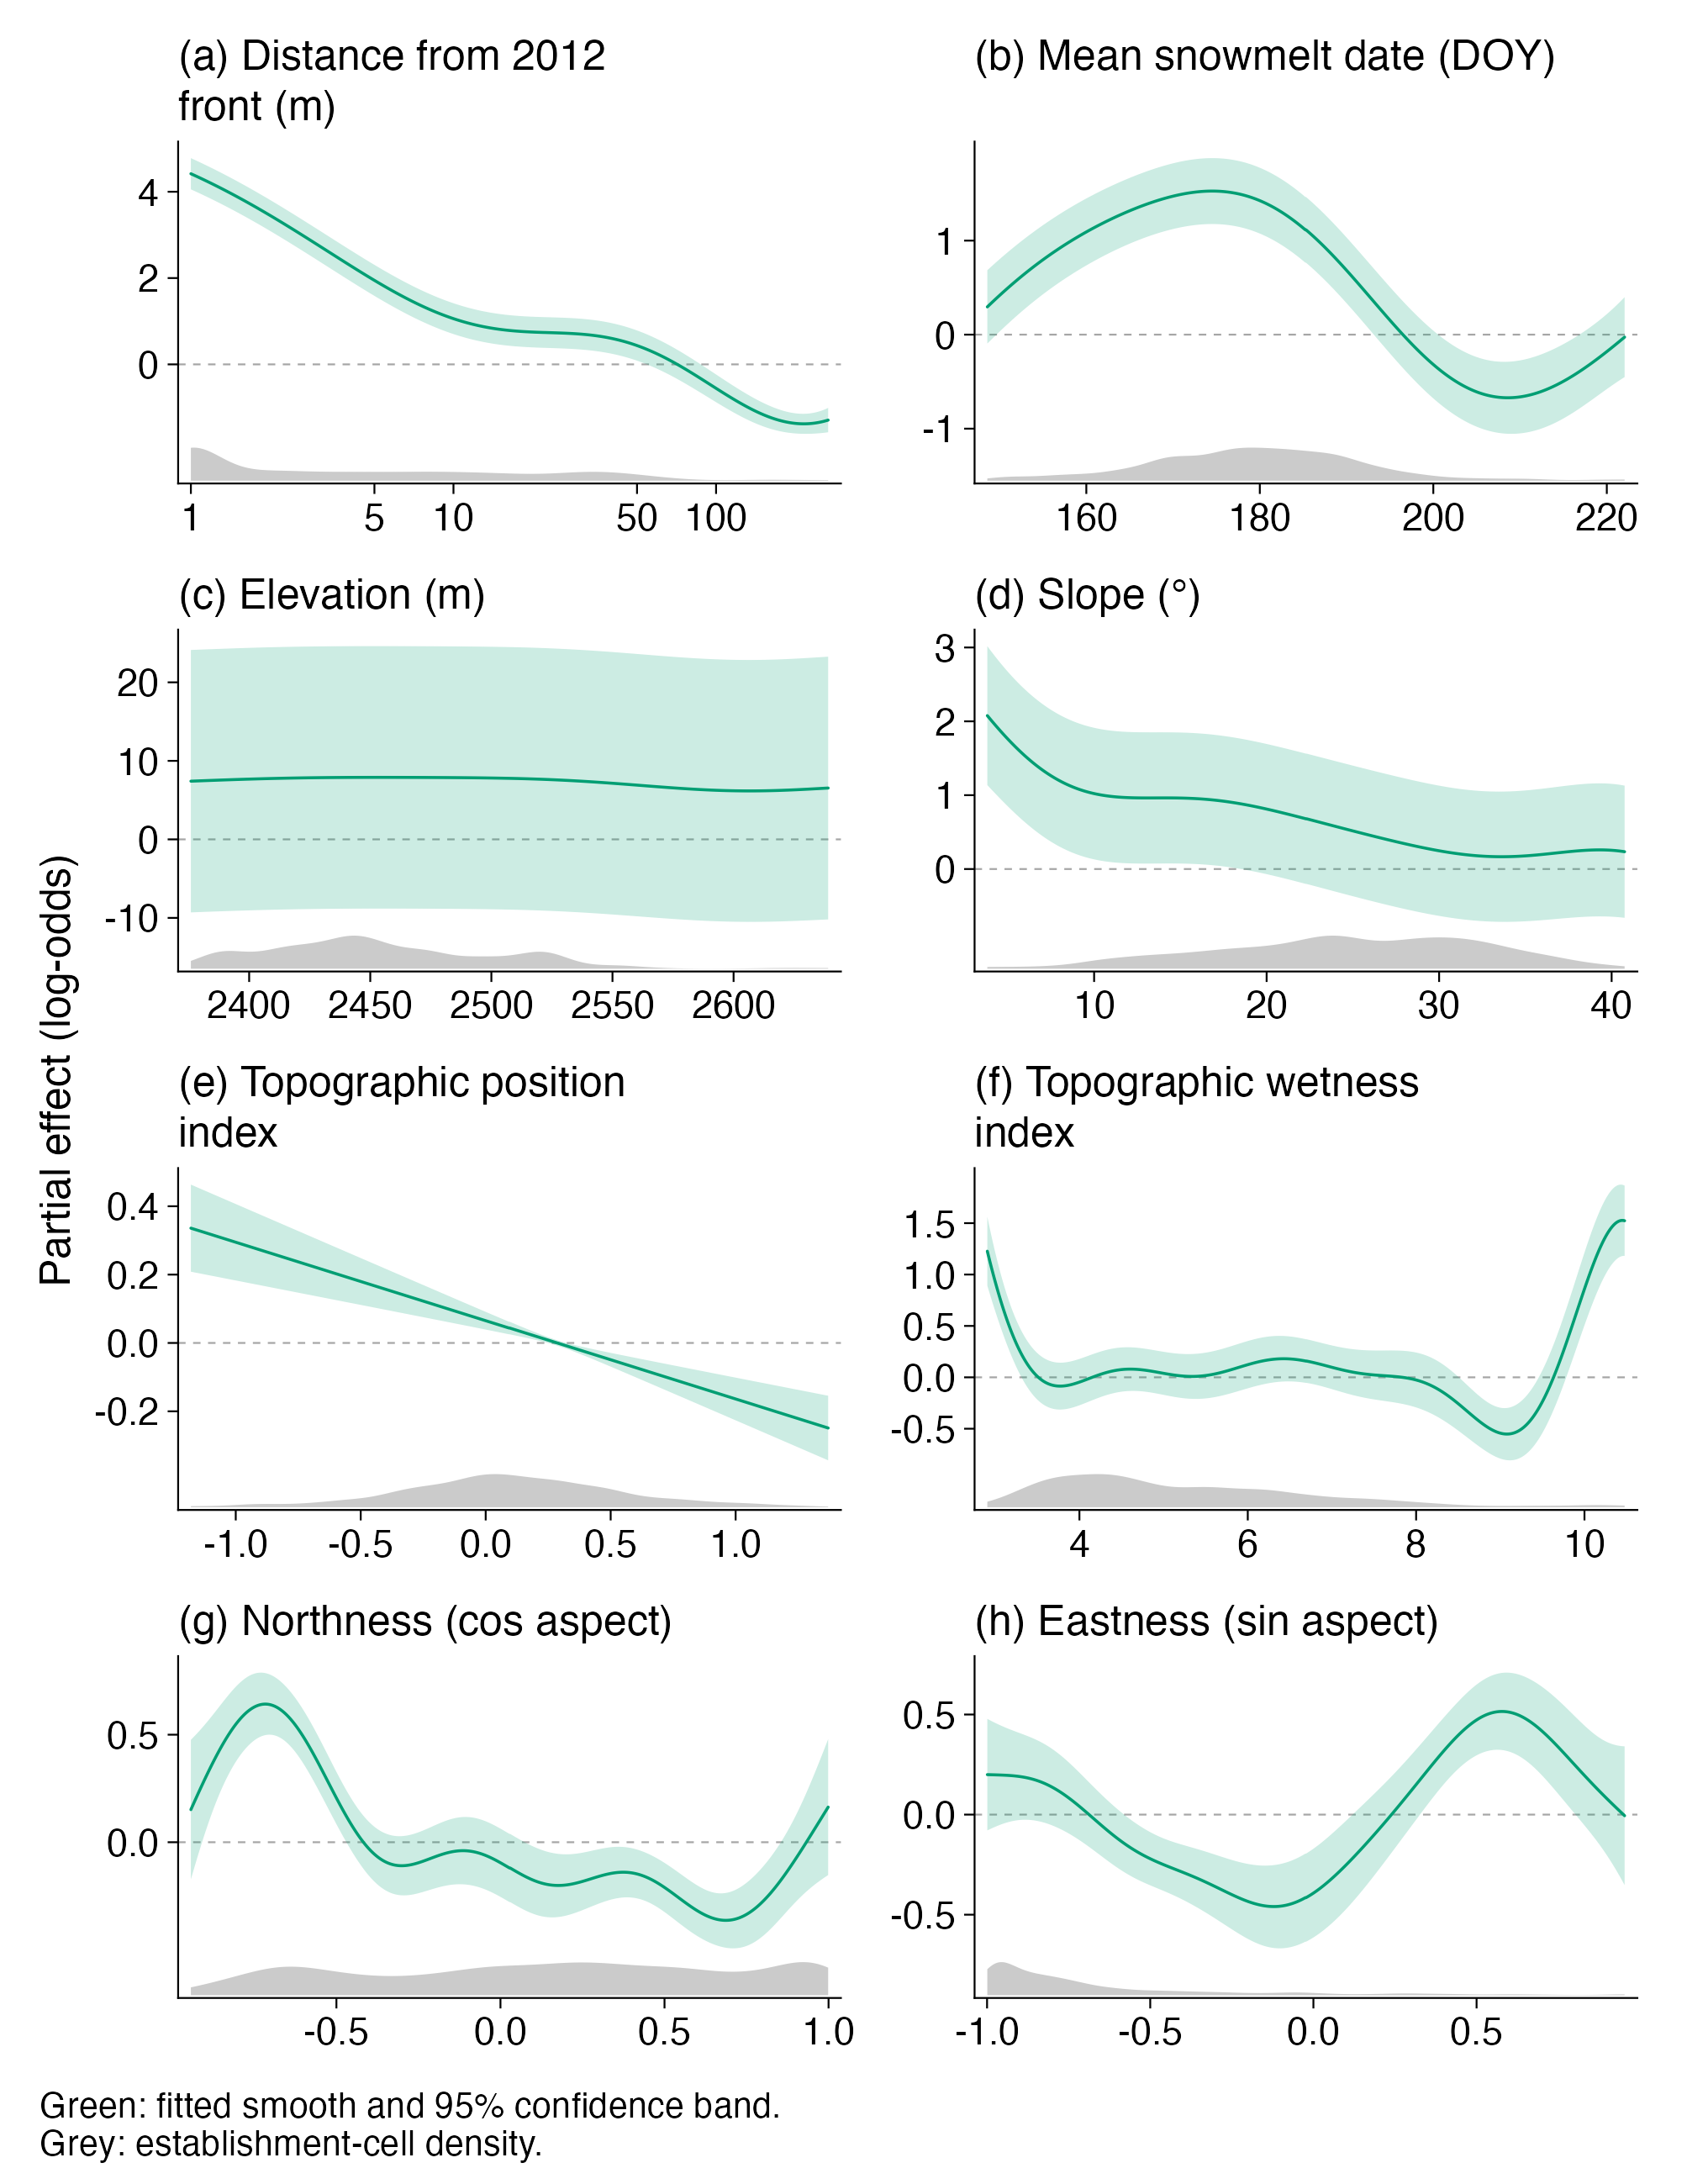 (a) Distance from 2012
front (m)
4
2
0
1 5 10 50 100
(b) Mean snowmelt date (DOY)
1
0
-1
160 180 200 220
(c) Elevation (m)
20
10
0
-10
2400 2450 2500 2550 2600
(d) Slope (°)
3
2
1
0
10 20 30 40
Partial effect (log-odds)
(e) Topographic position
index
0.4
0.2
0.0
-0.2
-1.0 -0.5 0.0 0.5 1.0
(f) Topographic wetness
index
1.5
1.0
0.5
0.0
-0.5
4 6 8 10
(g) Northness (cos aspect)
0.5
0.0
-0.5 0.0 0.5 1.0
(h) Eastness (sin aspect)
0.5
0.0
-0.5
-1.0 -0.5 0.0 0.5
Green: fitted smooth and 95% confidence band.
Grey: establishment-cell density.